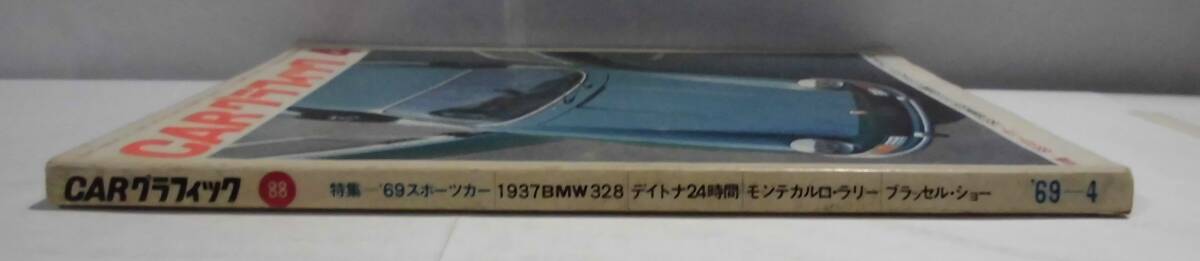 CARグラフィック 4
CARグラフィック 88 特集—'69スポーツカー 1937BMW328 デイトナ24時間 モンテカルロ・ラリー ブラッセル・ショー '69—4